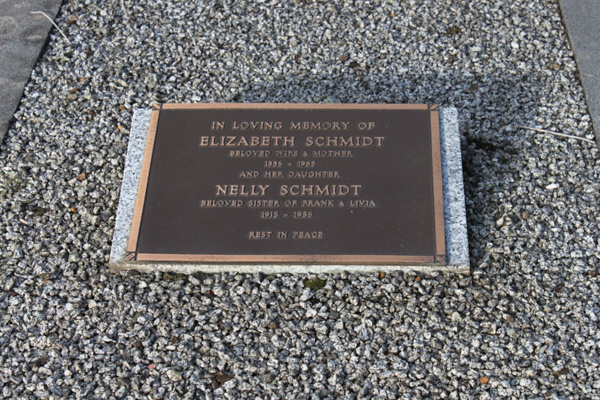 IN LOVING MEMORY OF
ELIZABETH SCHMIDT
BELOVED WIFE & MOTHER
AND HER DAUGHTER
NELLY SCHMIDT
BELOVED SISTER OF FRANK & LIVIA
REST IN PEACE